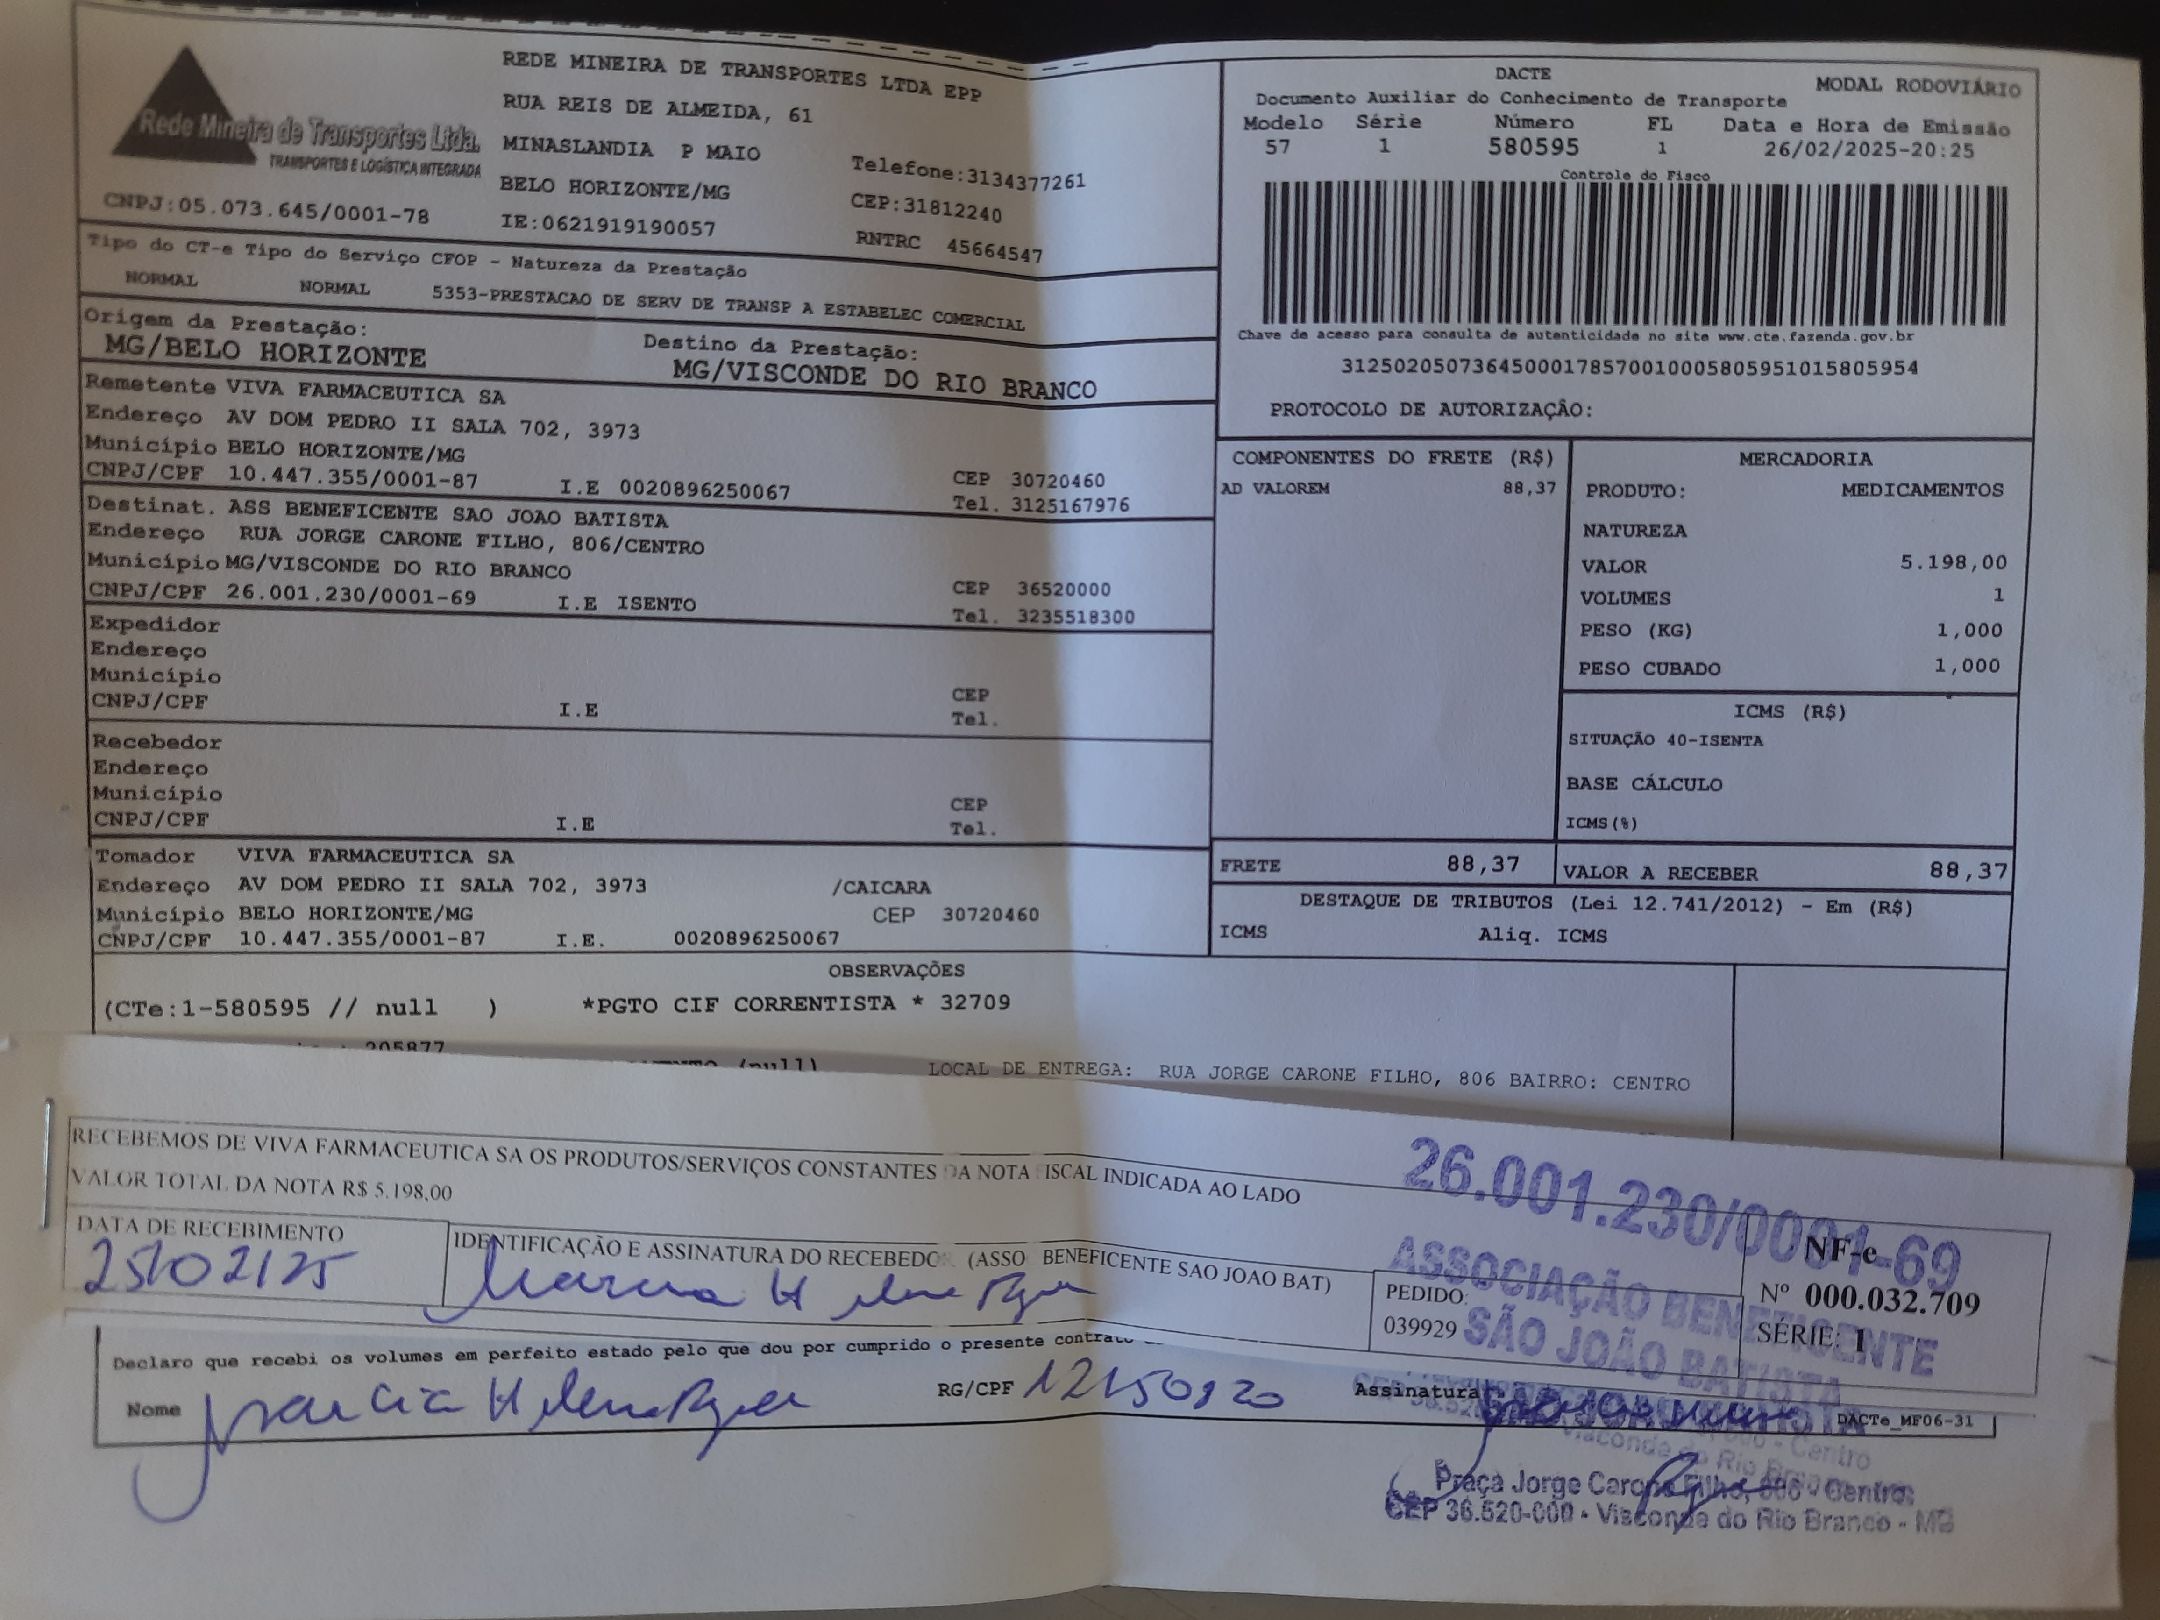 Rede Mineira de Transportes Ltda.
TRANSPORTES E LOGÍSTICA INTEGRADA
CNPJ:05.073.645/0001-78
REDE MINEIRA DE TRANSPORTES LTDA EPP
RUA REIS DE ALMEIDA, 61
MINASLANDIA P MAIO
Telefone:3134377261
BELO HORIZONTE/MG
CEP:31812240
IE:0621919190057
RNTRC 45664547
DACTE
MODAL RODOVIÁRIO
Documento Auxiliar do Conhecimento de Transporte
Modelo Série Número FL Data e Hora de Emissão
57 1 580595 1 26/02/2025-20:25
Controle do Fisco
Chave de acesso para consulta de autenticidade no site www.cte.fazenda.gov.br
31250205073645000178570010005805951015805954
PROTOCOLO DE AUTORIZAÇÂO:
Tipo do CT-e Tipo do Serviço CFOP - Natureza da Prestação
NORMAL NORMAL 5353-PRESTACAO DE SERV DE TRANSP A ESTABELEC COMERCIAL
Origem da Prestação: Destino da Prestação:
MG/BELO HORIZONTE MG/VISCONDE DO RIO BRANCO
Remetente VIVA FARMACEUTICA SA
Endereço AV DOM PEDRO II SALA 702, 3973
Município BELO HORIZONTE/MG CEP 30720460
CNPJ/CPF 10.447.355/0001-87 I.E 0020896250067 Tel. 3125167976
Destinat. ASS BENEFICENTE SAO JOAO BATISTA
Endereço RUA JORGE CARONE FILHO, 806/CENTRO
Município MG/VISCONDE DO RIO BRANCO CEP 36520000
CNPJ/CPF 26.001.230/0001-69 I.E ISENTO Tel. 3235518300
Expedidor
Endereço
Município CEP
CNPJ/CPF I.E Tel.
Recebedor
Endereço
Município CEP
CNPJ/CPF I.E Tel.
Tomador VIVA FARMACEUTICA SA
Endereço AV DOM PEDRO II SALA 702, 3973 /CAICARA
Município BELO HORIZONTE/MG CEP 30720460
CNPJ/CPF 10.447.355/0001-87 I.E. 0020896250067
COMPONENTES DO FRETE (R$)
AD VALOREM 88,37
MERCADORIA
PRODUTO: MEDICAMENTOS
NATUREZA
VALOR 5.198,00
VOLUMES 1
PESO (KG) 1,000
PESO CUBADO 1,000
ICMS (R$)
SITUAÇÃO 40-ISENTA
BASE CÁLCULO
ICMS(%)
FRETE 88,37 VALOR A RECEBER 88,37
DESTAQUE DE TRIBUTOS (Lei 12.741/2012) - Em (R$)
ICMS Aliq. ICMS
OBSERVAÇÕES
(CTe:1-580595 // null ) *PGTO CIF CORRENTISTA * 32709
205877 (null)
LOCAL DE ENTREGA: RUA JORGE CARONE FILHO, 806 BAIRRO: CENTRO
RECEBEMOS DE VIVA FARMACEUTICA SA OS PRODUTOS/SERVIÇOS CONSTANTES DA NOTA FISCAL INDICADA AO LADO
VALOR TOTAL DA NOTA R$ 5.198,00
DATA DE RECEBIMENTO
25/02/25
IDENTIFICAÇÃO E ASSINATURA DO RECEBEDO (ASSO BENEFICENTE SAO JOAO BAT)
Marcia Helena
PEDIDO:
039929
NF-e
Nº 000.032.709
SÉRIE: 1
26.001.230/0001-69
ASSOCIAÇÃO BENEFICENTE
SÃO JOÃO BATISTA
Declaro que recebi os volumes em perfeito estado pelo que dou por cumprido o presente contrato
Nome Marcia Helena RG/CPF 12150920 Assinatura
SÃO JOÃO BATISTA
DACTe_MF06-31
Centro
Visconde do Rio Branco
Praça Jorge Carone Filho, 806 - Centro
CEP 36.520-000 - Visconde do Rio Branco - MG